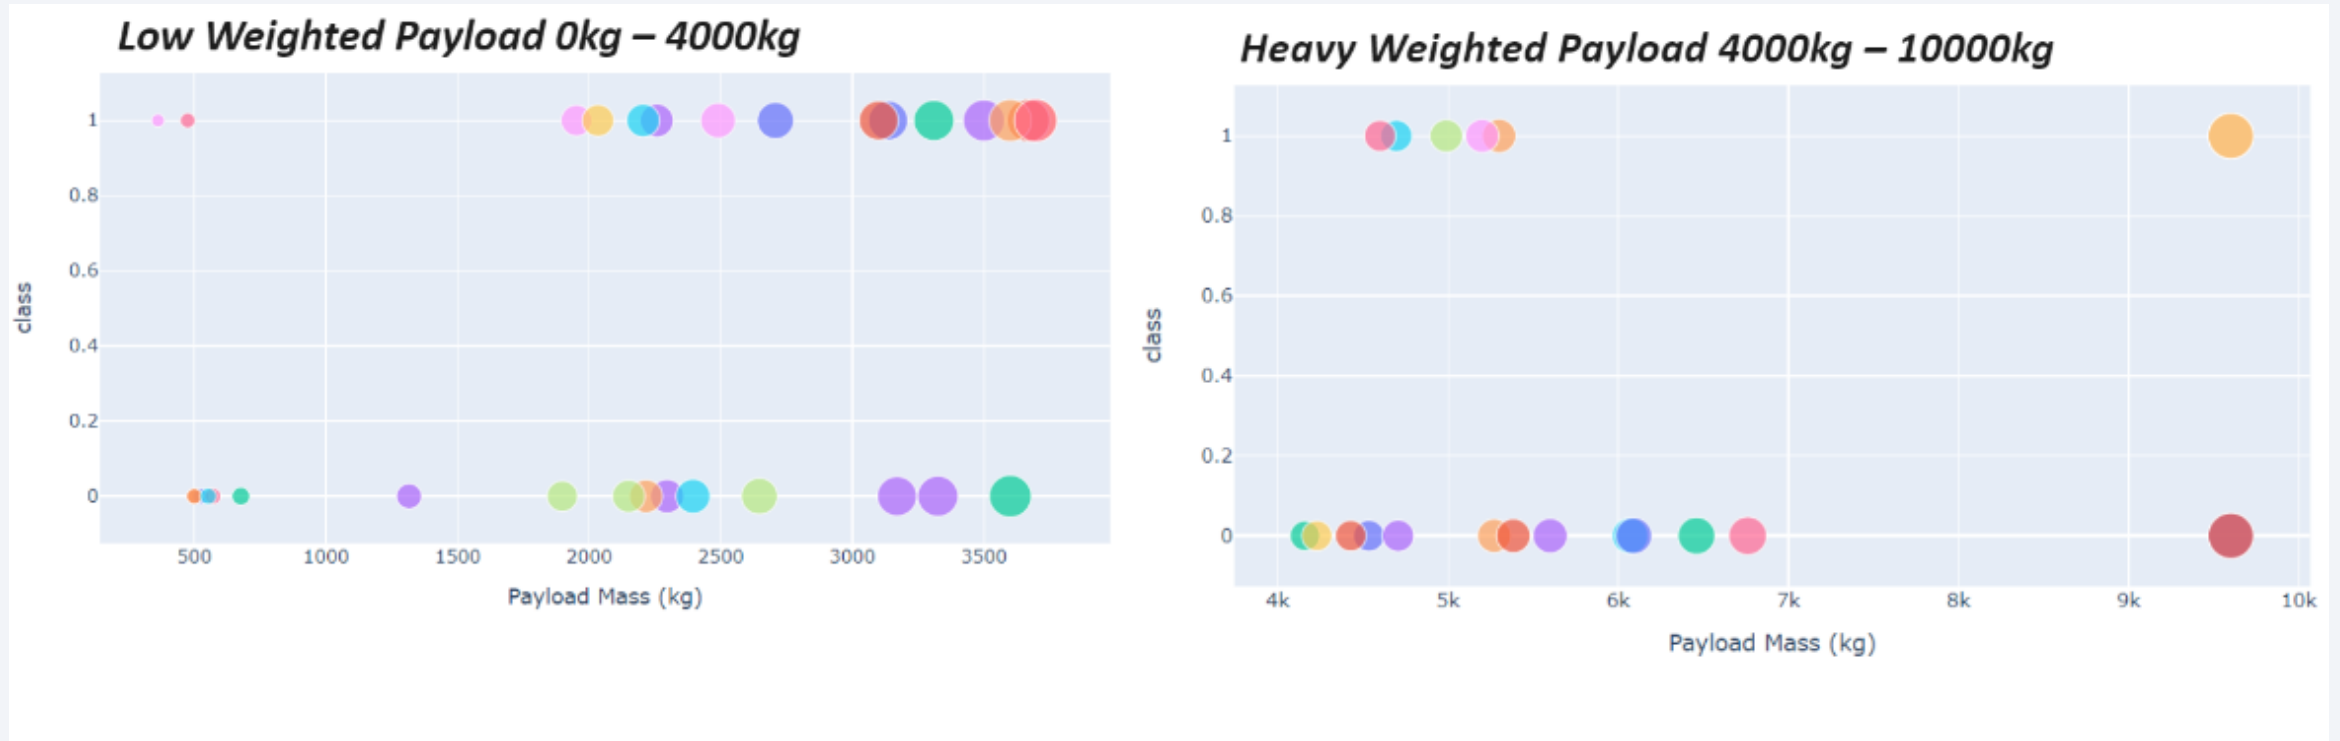 Low Weighted Payload 0kg – 4000kg
1
0.8
0.6
0.4
0.2
0
class
500 1000 1500 2000 2500 3000 3500
Payload Mass (kg)
Heavy Weighted Payload 4000kg – 10000kg
1
0.8
0.6
0.4
0.2
0
class
4k 5k 6k 7k 8k 9k 10k
Payload Mass (kg)